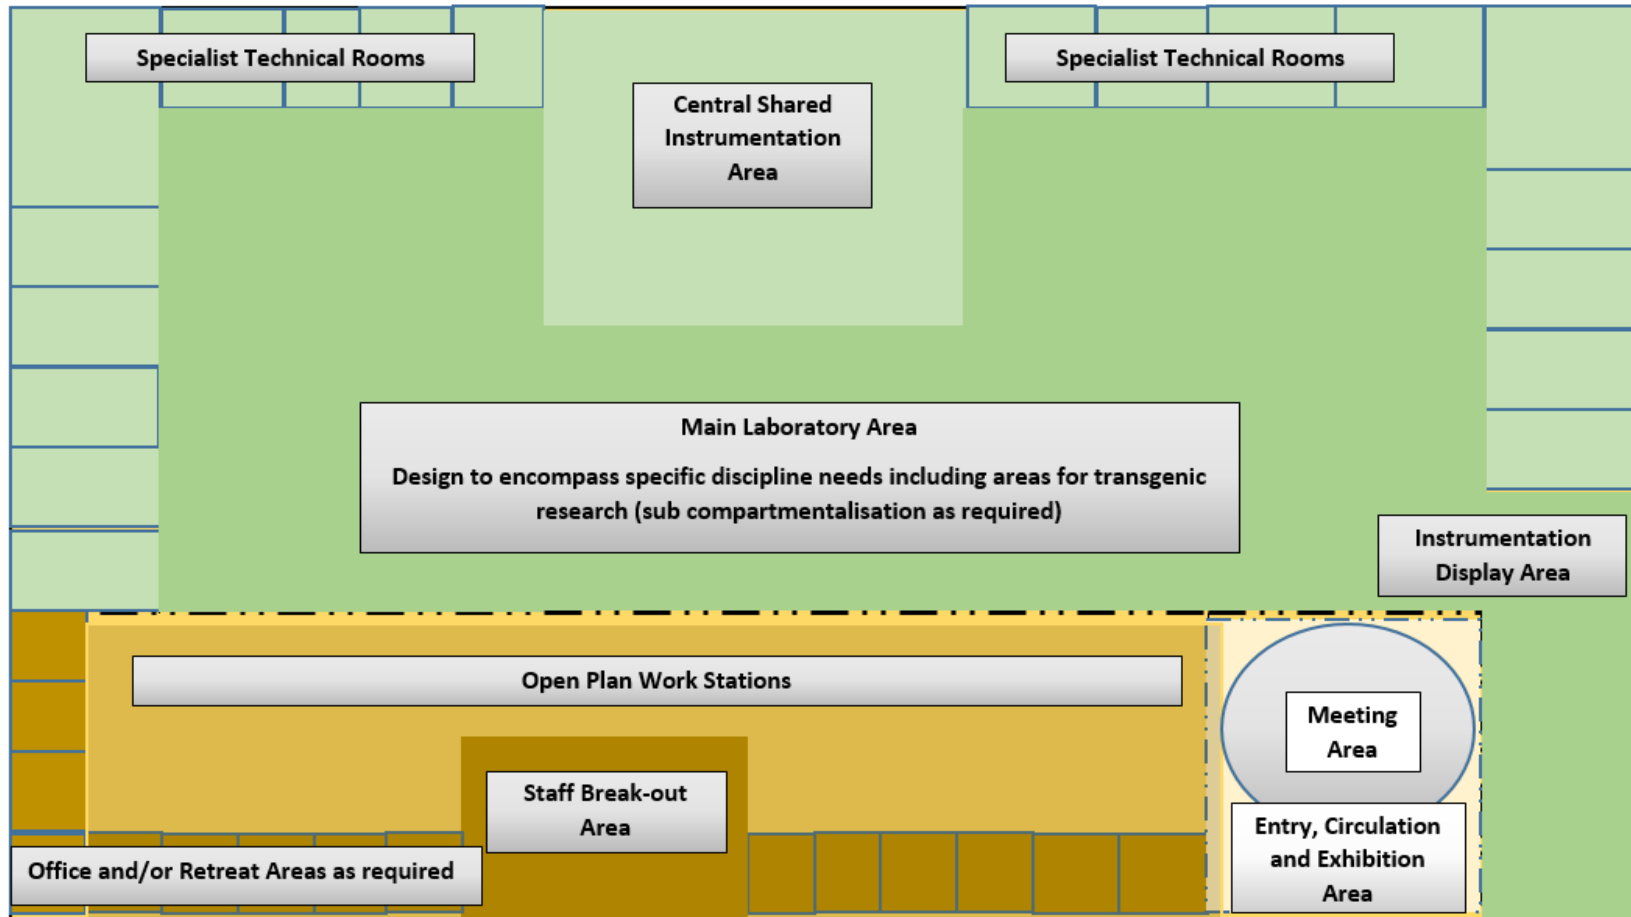 Specialist Technical Rooms
Specialist Technical Rooms
Central Shared
Instrumentation
Area
Main Laboratory Area
Design to encompass specific discipline needs including areas for transgenic
research (sub compartmentalisation as required)
Instrumentation
Display Area
Open Plan Work Stations
Meeting
Area
Staff Break-out
Area
Entry, Circulation
and Exhibition
Area
Office and/or Retreat Areas as required